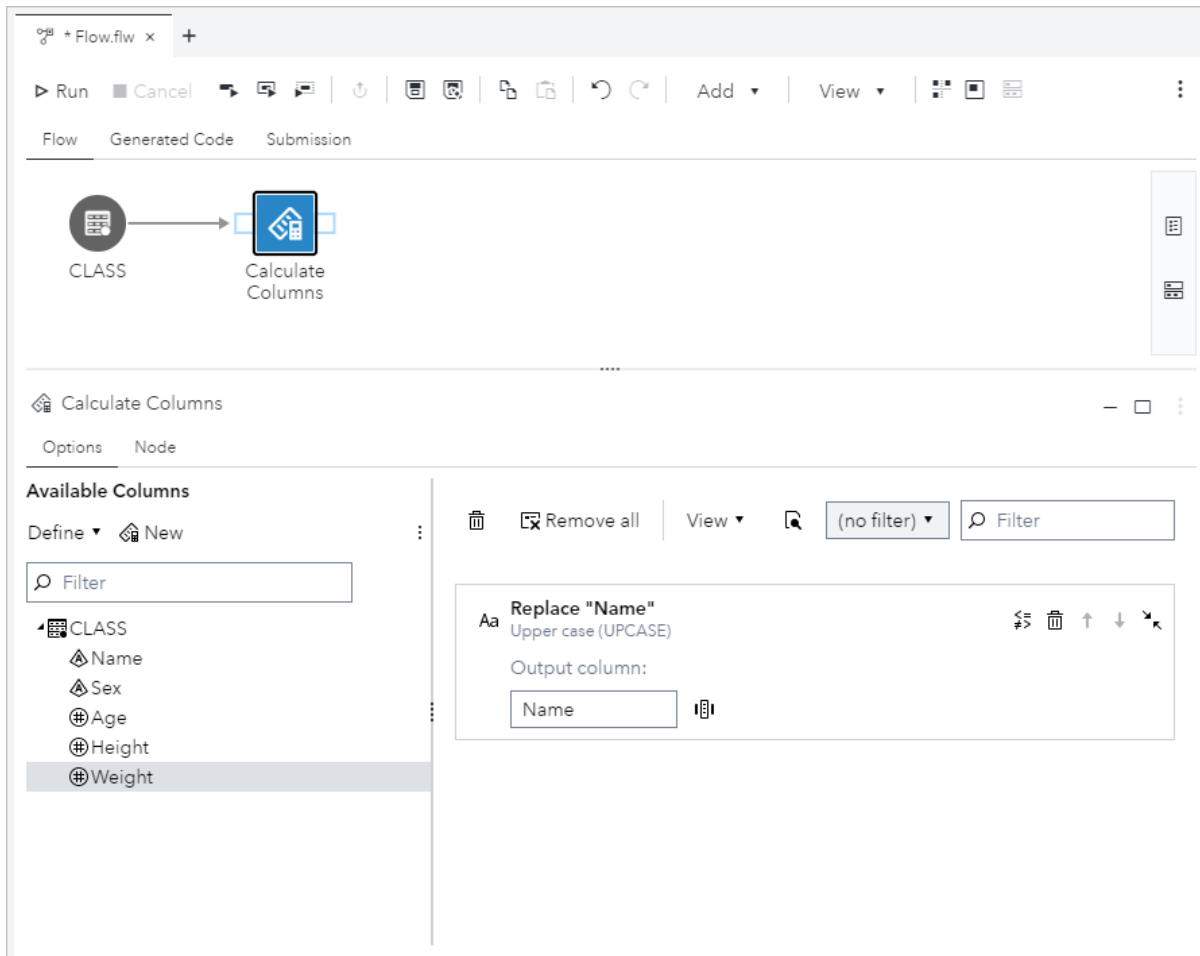 * Flow.flw × +
Run Cancel Add View
Flow Generated Code Submission
CLASS
Calculate
Columns
Calculate Columns
Options Node
Available Columns
Define New
Filter
CLASS
Name
Sex
Age
Height
Weight
Remove all View (no filter) Filter
Aa Replace "Name"
Upper case (UPCASE)
Output column:
Name